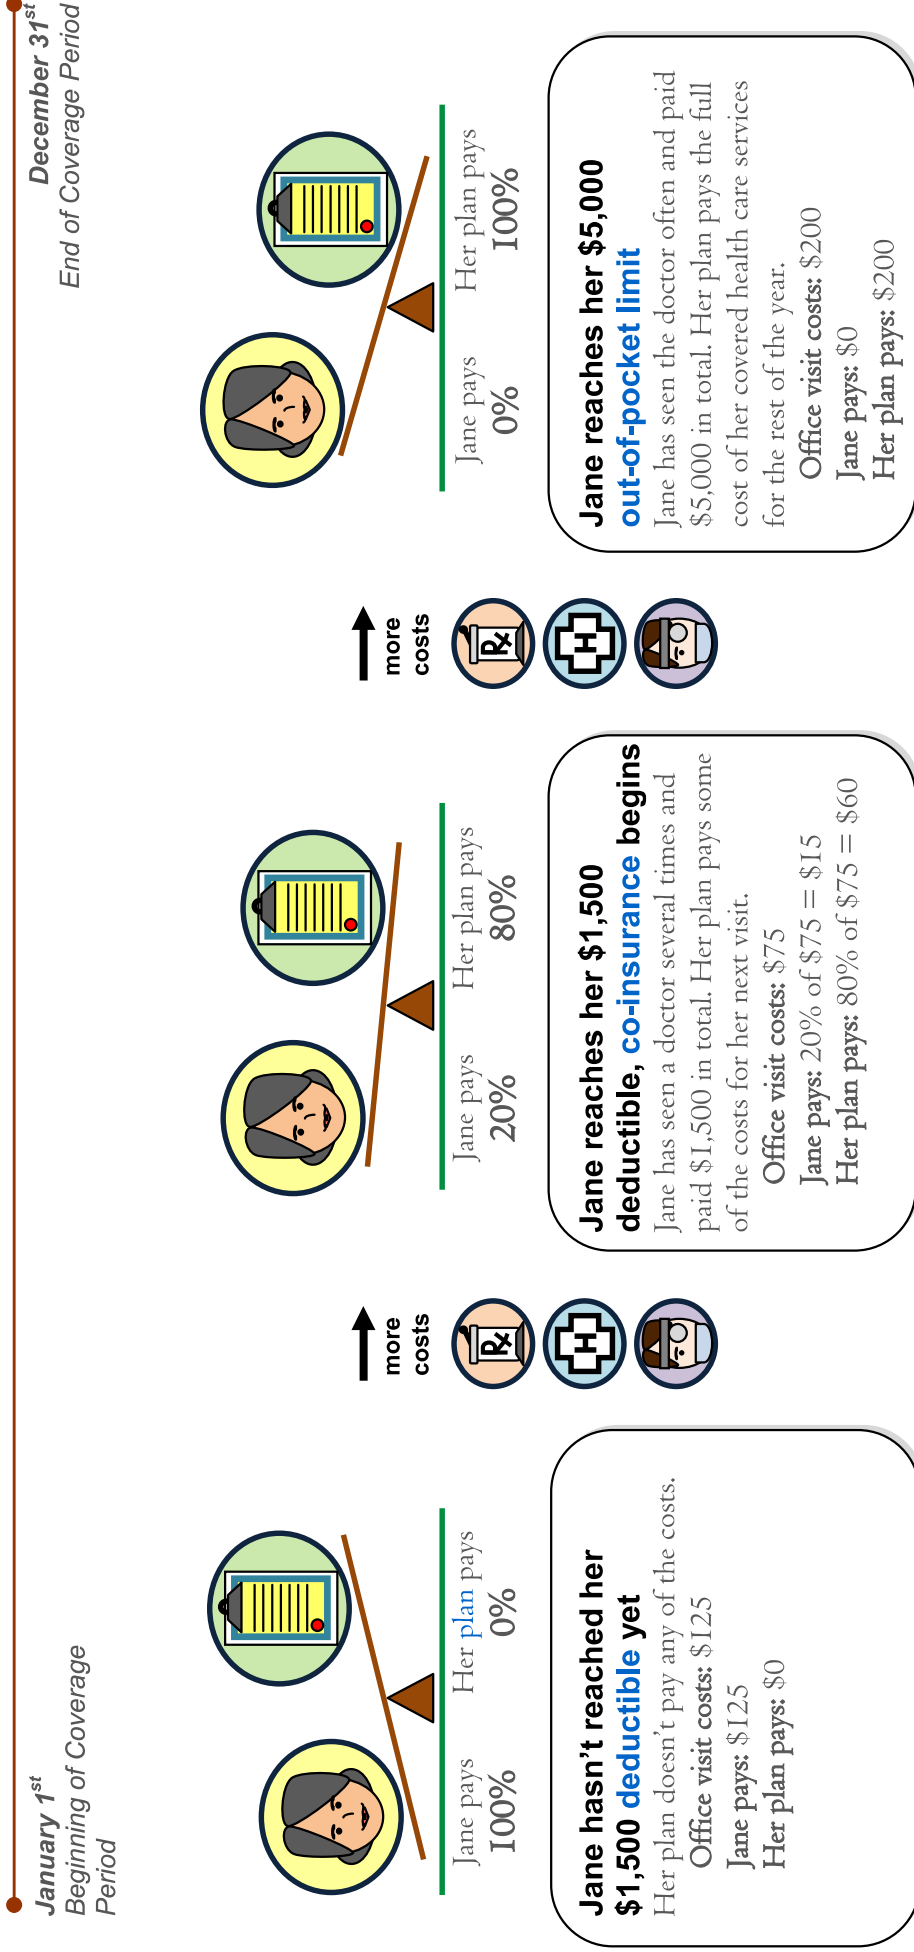 January 1st
Beginning of Coverage
Period
December 31st
End of Coverage Period
Jane pays
100%
Her plan pays
0%
Jane hasn’t reached her
$1,500 deductible yet
Her plan doesn’t pay any of the costs.
Office visit costs: $125
Jane pays: $125
Her plan pays: $0
more
costs
Rx
H
Jane pays
20%
Her plan pays
80%
Jane reaches her $1,500
deductible, co-insurance begins
Jane has seen a doctor several times and
paid $1,500 in total. Her plan pays some
of the costs for her next visit.
Office visit costs: $75
Jane pays: 20% of $75 = $15
Her plan pays: 80% of $75 = $60
more
costs
Rx
H
Jane pays
0%
Her plan pays
100%
Jane reaches her $5,000
out-of-pocket limit
Jane has seen the doctor often and paid
$5,000 in total. Her plan pays the full
cost of her covered health care services
for the rest of the year.
Office visit costs: $200
Jane pays: $0
Her plan pays: $200